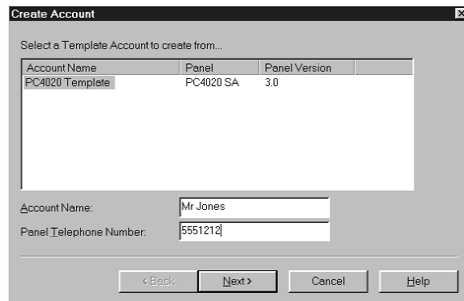 Create Account
Select a Template Account to create from...
Account Name Panel Panel Version
PC4020 Template PC4020 SA 3.0
Account Name: Mr Jones
Panel Telephone Number: 5551212
< Back Next > Cancel Help